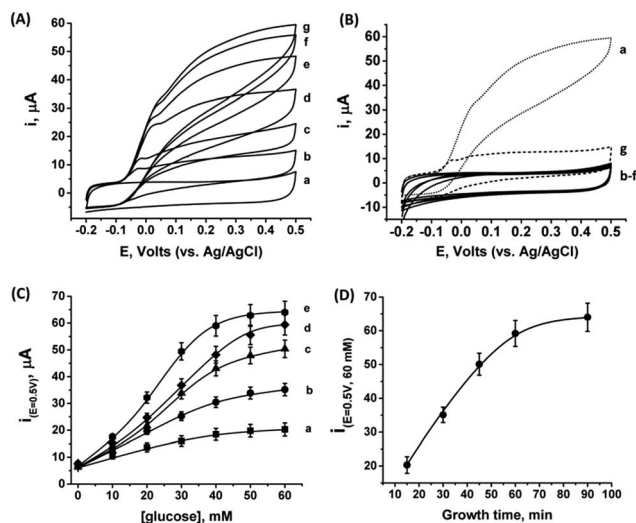 (A)
i, μA
60
50
40
30
20
10
0
g
f
e
d
c
b
a
-0.2 -0.1 0.0 0.1 0.2 0.3 0.4 0.5
E, Volts (vs. Ag/AgCl)
(B)
i, μA
60
50
40
30
20
10
0
-10
a
g
b-f
-0.2 -0.1 0.0 0.1 0.2 0.3 0.4 0.5
E, Volts (vs. Ag/AgCl)
(C)
i(E=0.5V), μA
70
60
50
40
30
20
10
0
e
d
c
b
a
0 10 20 30 40 50 60
[glucose], mM
(D)
i(E=0.5V, 60 mM)
70
60
50
40
30
20
10 20 30 40 50 60 70 80 90 100
Growth time, min